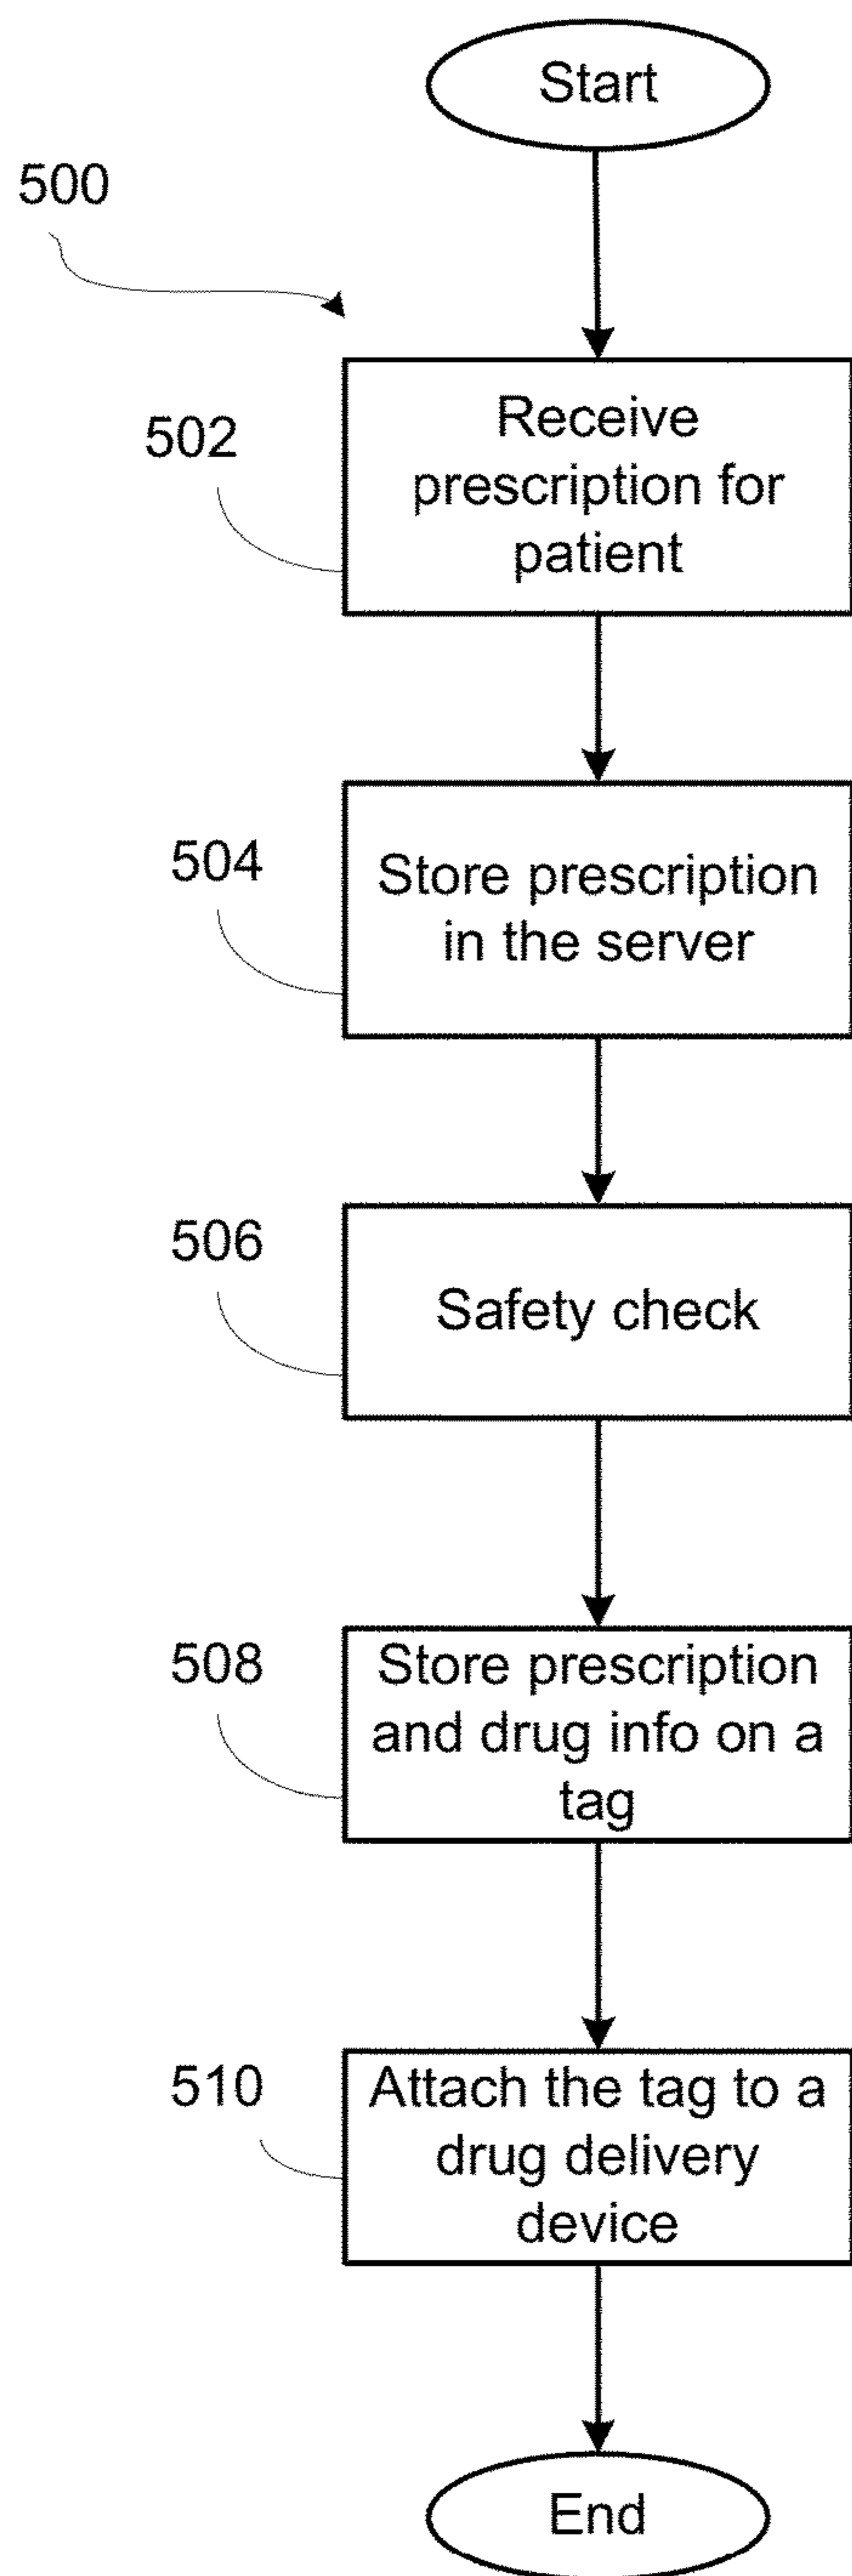 Start
500
502
Receive
prescription for
patient
504
Store prescription
in the server
506
Safety check
508
Store prescription
and drug info on a
tag
510
Attach the tag to a
drug delivery
device
End